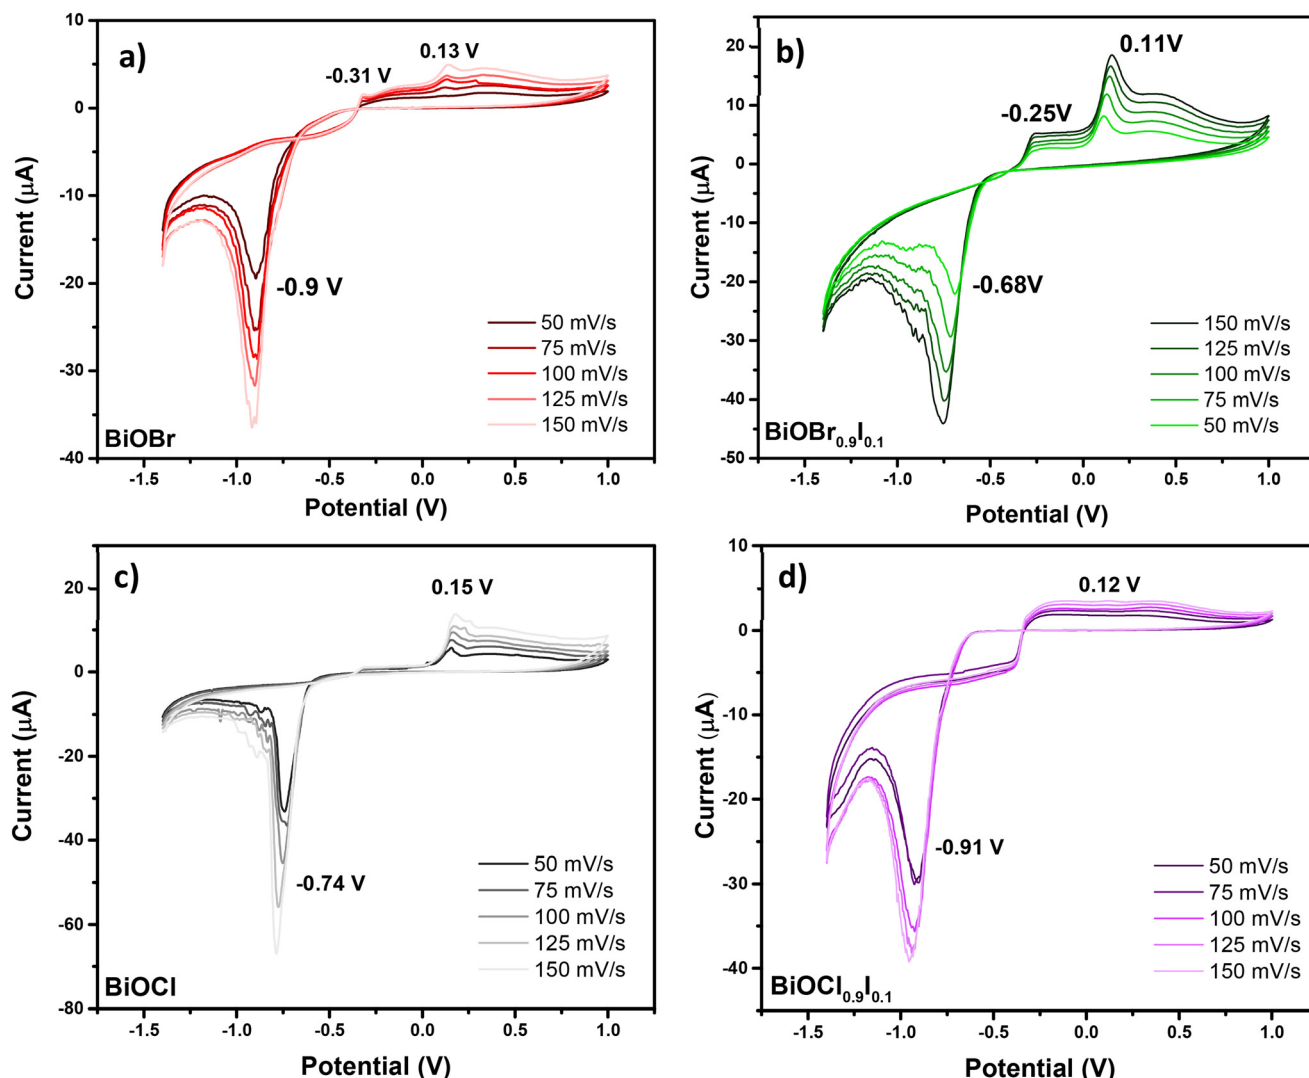 a)
10
0
-10
-20
-30
-40
-1.5
-1.0
-0.5
0.0
0.5
1.0
Current (μA)
Potential (V)
-0.31 V
0.13 V
-0.9 V
50 mV/s
75 mV/s
100 mV/s
125 mV/s
150 mV/s
BiOBr
b)
20
10
0
-10
-20
-30
-40
-50
-1.5
-1.0
-0.5
0.0
0.5
1.0
Current (μA)
Potential (V)
0.11V
-0.25V
-0.68V
150 mV/s
125 mV/s
100 mV/s
75 mV/s
50 mV/s
BiOBr0.9I0.1
c)
20
0
-20
-40
-60
-80
-1.5
-1.0
-0.5
0.0
0.5
1.0
Current (μA)
Potential (V)
0.15 V
-0.74 V
50 mV/s
75 mV/s
100 mV/s
125 mV/s
150 mV/s
BiOCl
d)
10
0
-10
-20
-30
-40
-1.5
-1.0
-0.5
0.0
0.5
1.0
Current (μA)
Potential (V)
0.12 V
-0.91 V
50 mV/s
75 mV/s
100 mV/s
125 mV/s
150 mV/s
BiOCl0.9I0.1